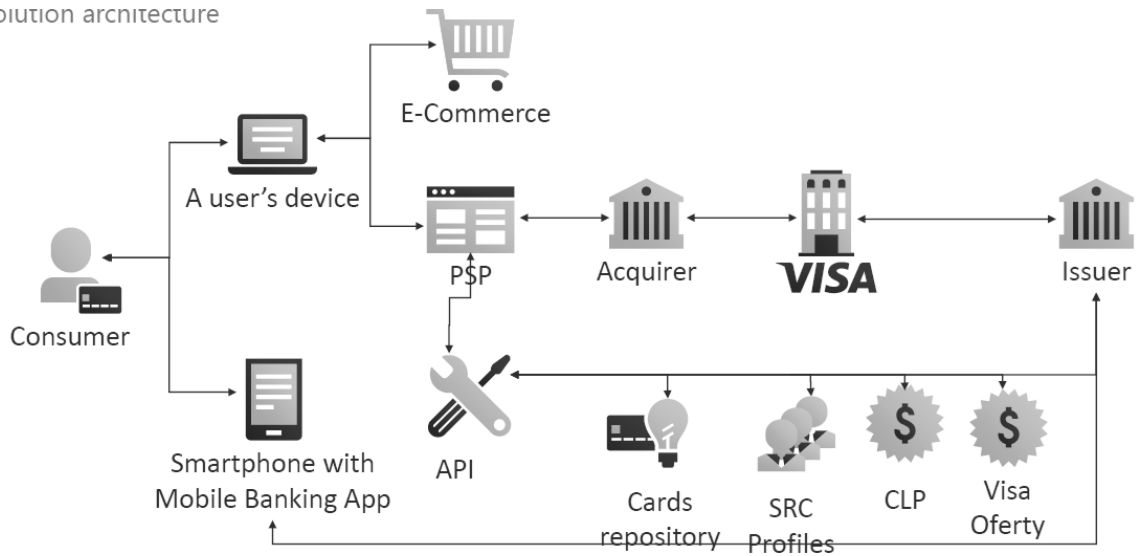 olution architecture
E-Commerce
A user's device
PSP
Acquirer
VISA
Issuer
Consumer
Smartphone with
Mobile Banking App
API
Cards
repository
SRC
Profiles
$
CLP
$
Visa
Oferty